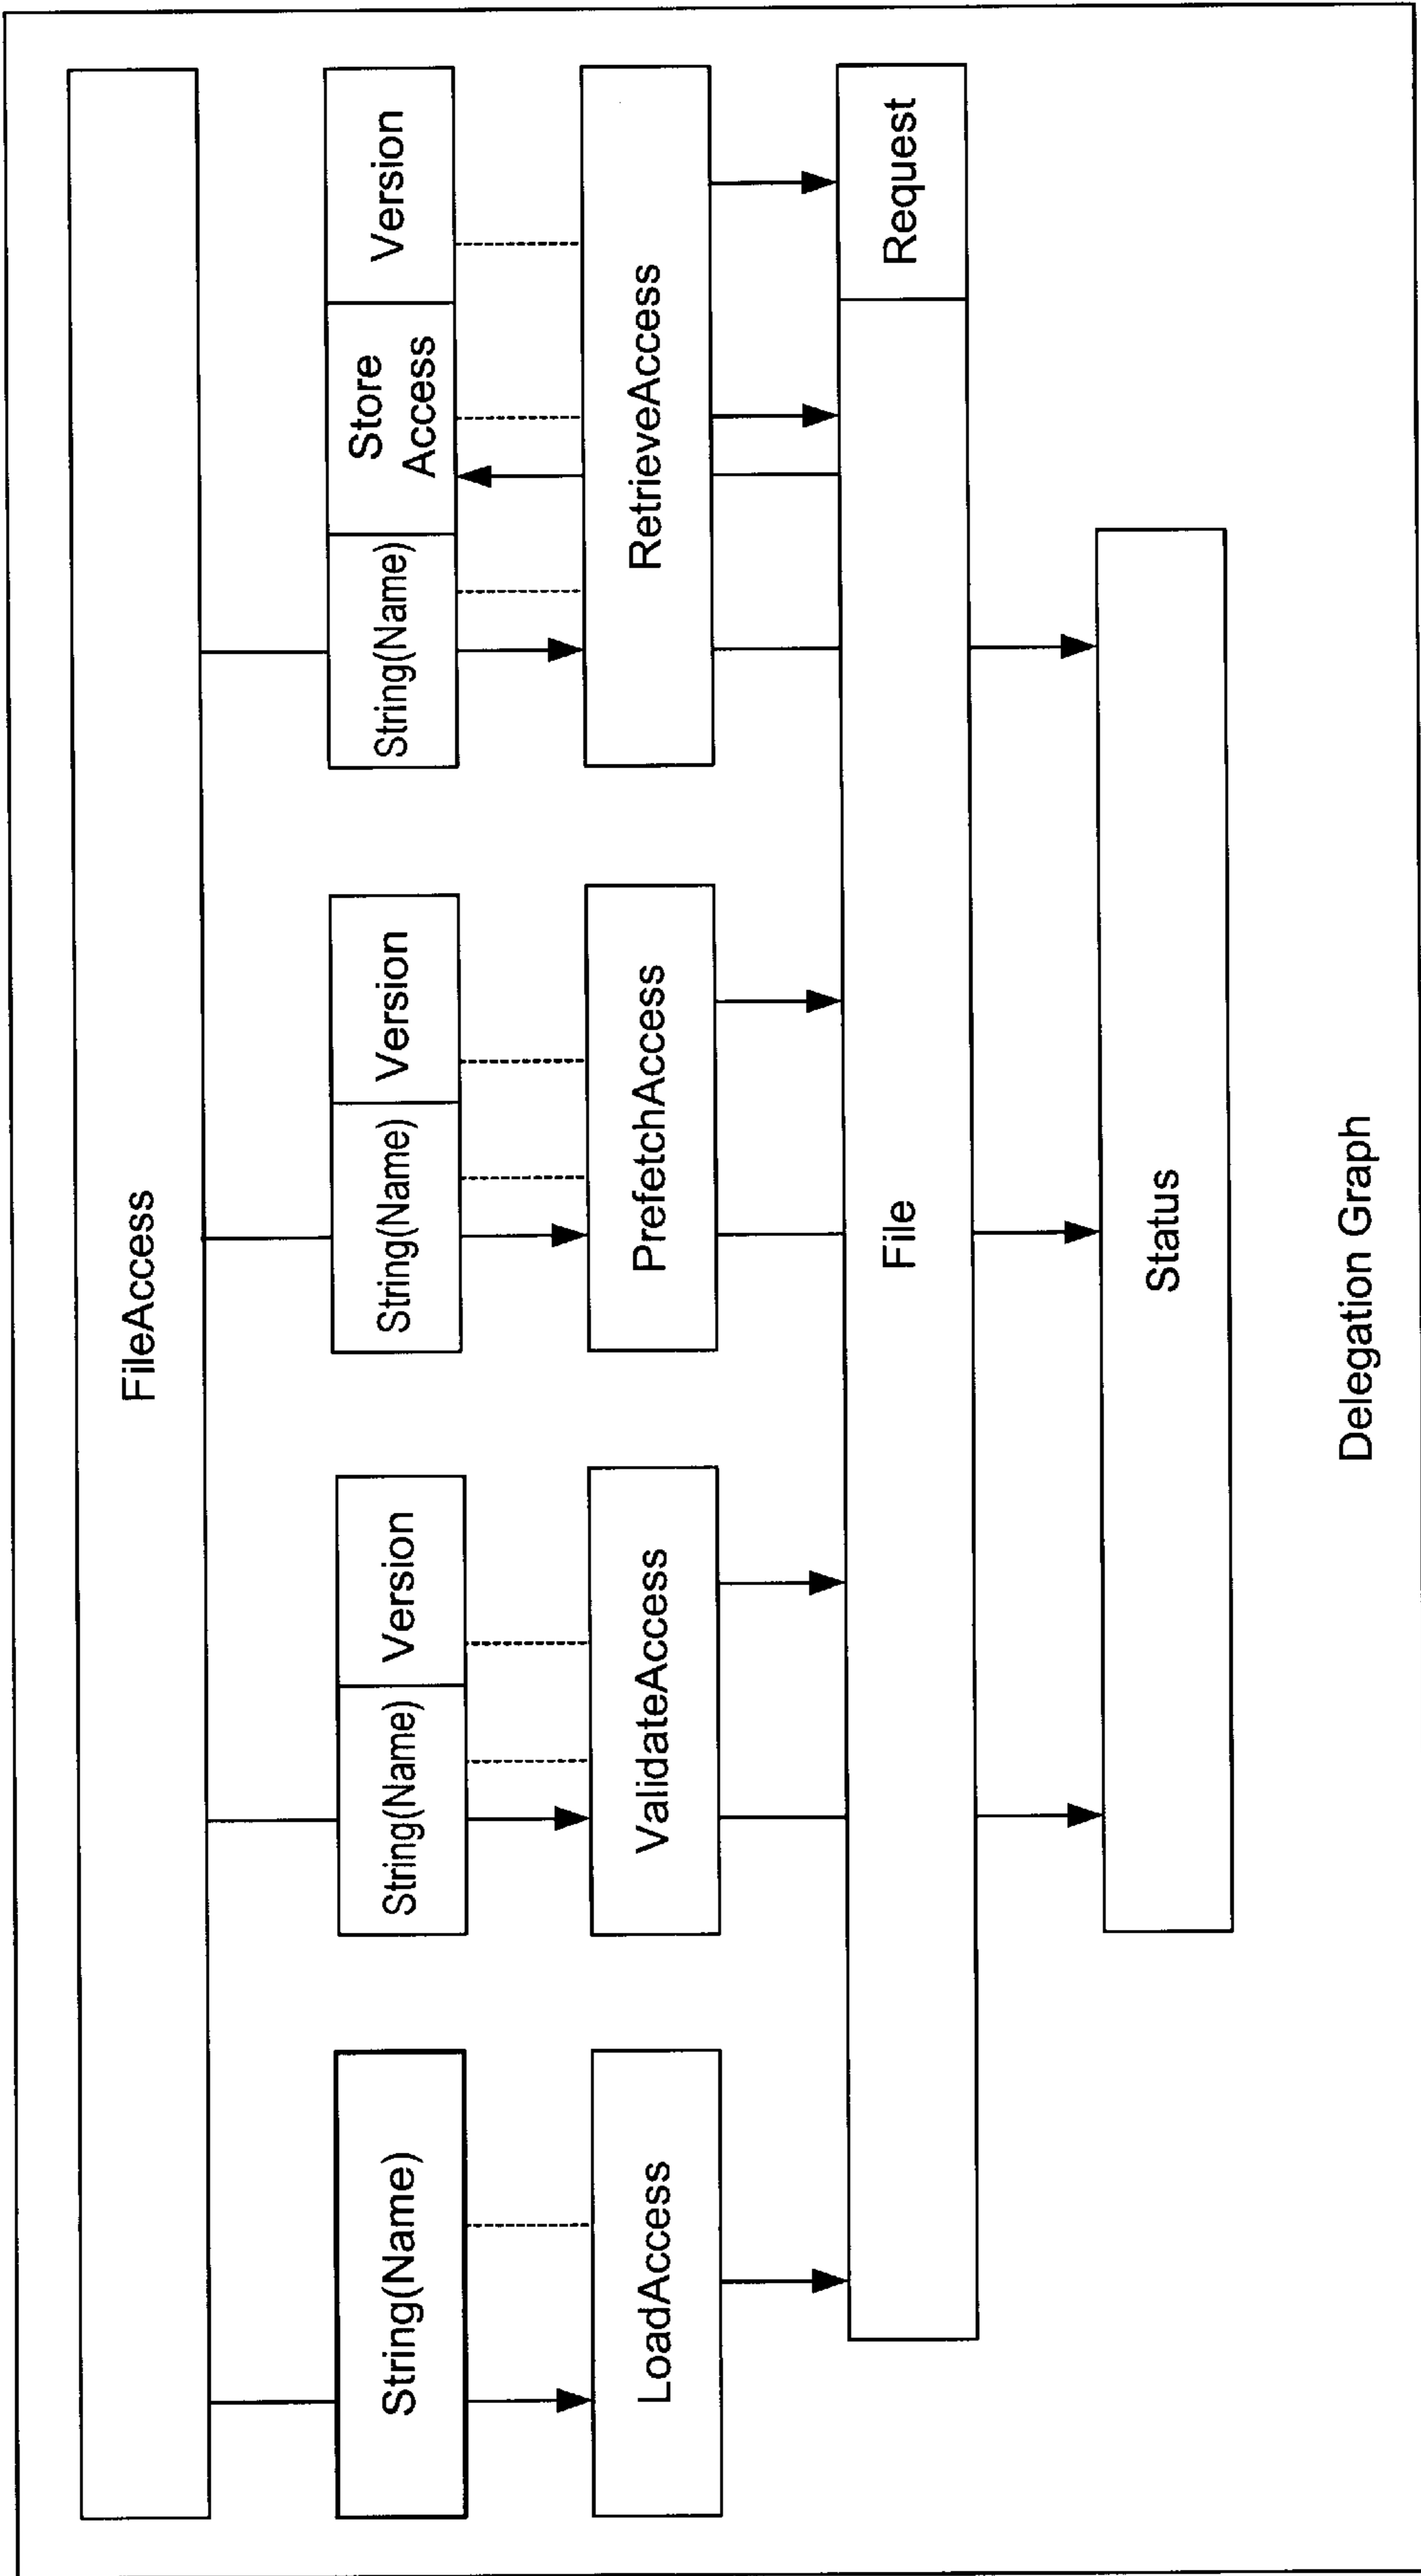 FileAccess
String(Name)
String(Name)
Version
String(Name)
Version
String(Name)
Store
Access
Version
LoadAccess
ValidateAccess
PrefetchAccess
RetrieveAccess
File
Request
Status
Delegation Graph